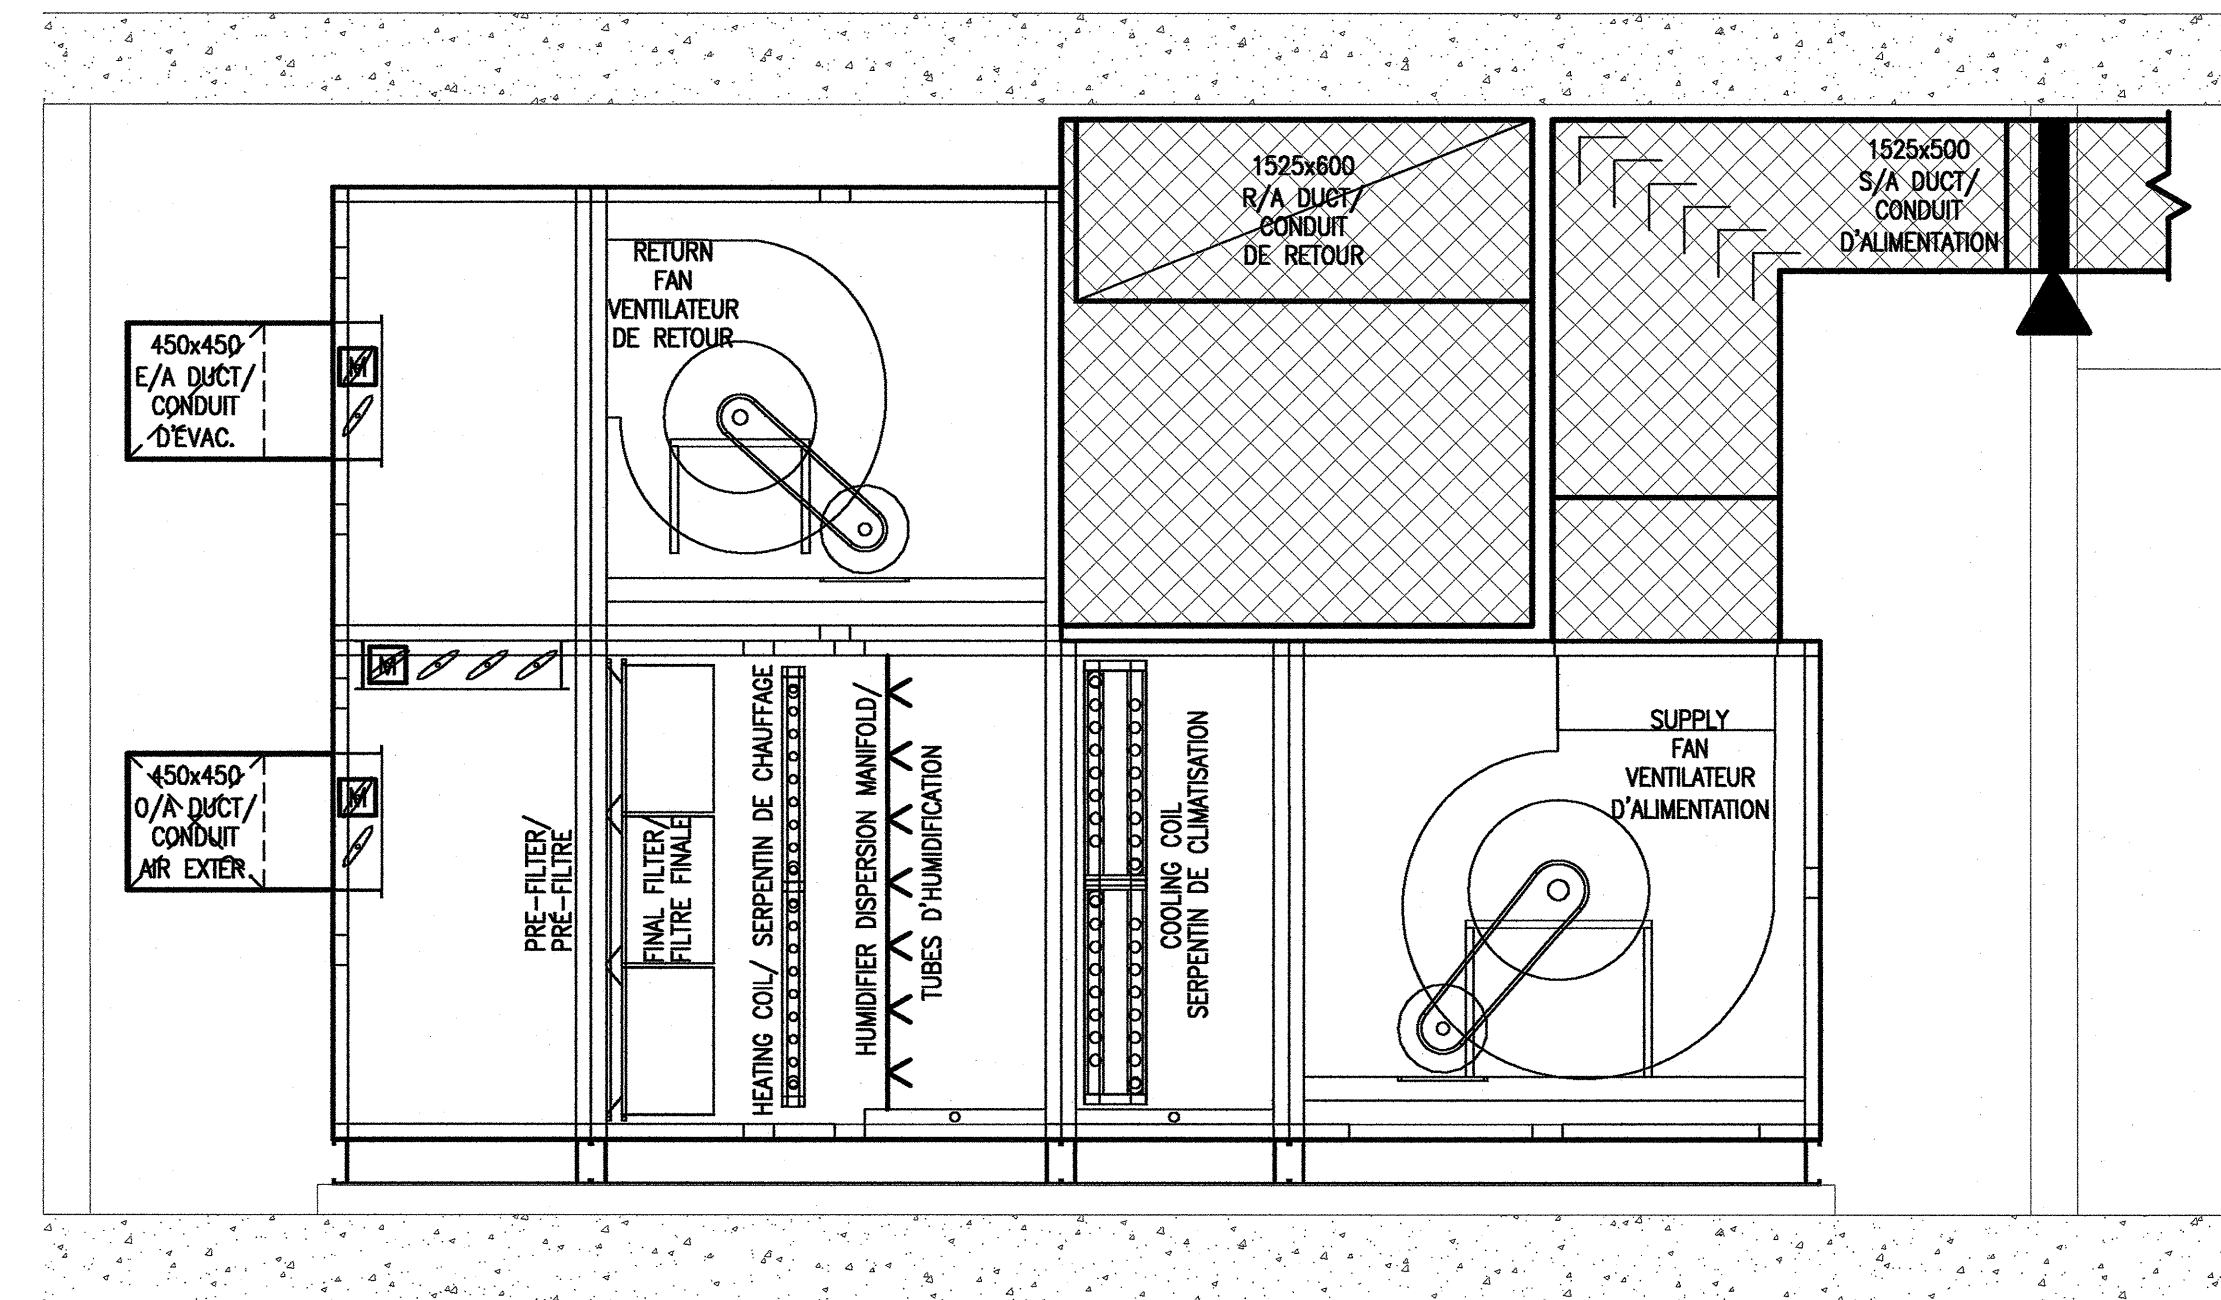 1525x600
R/A DUCT/
CONDUIT
DE RETOUR
1525x500
S/A DUCT/
CONDUIT
D'ALIMENTATION
RETURN
FAN
VENTILATEUR
DE RETOUR
450x450
E/A DUCT/
CONDUIT
D'ÉVAC.
M
M
450x450
O/A DUCT/
CONDUIT
AIR EXTÉR.
M
PRE-FILTER/
PRÉ-FILTRE
FINAL FILTER/
FILTRE FINALE
HEATING COIL/ SERPENTIN DE CHAUFFAGE
HUMIDIFIER DISPERSION MANIFOLD/
TUBES D'HUMIDIFICATION
COOLING COIL
SERPENTIN DE CLIMATISATION
SUPPLY
FAN
VENTILATEUR
D'ALIMENTATION